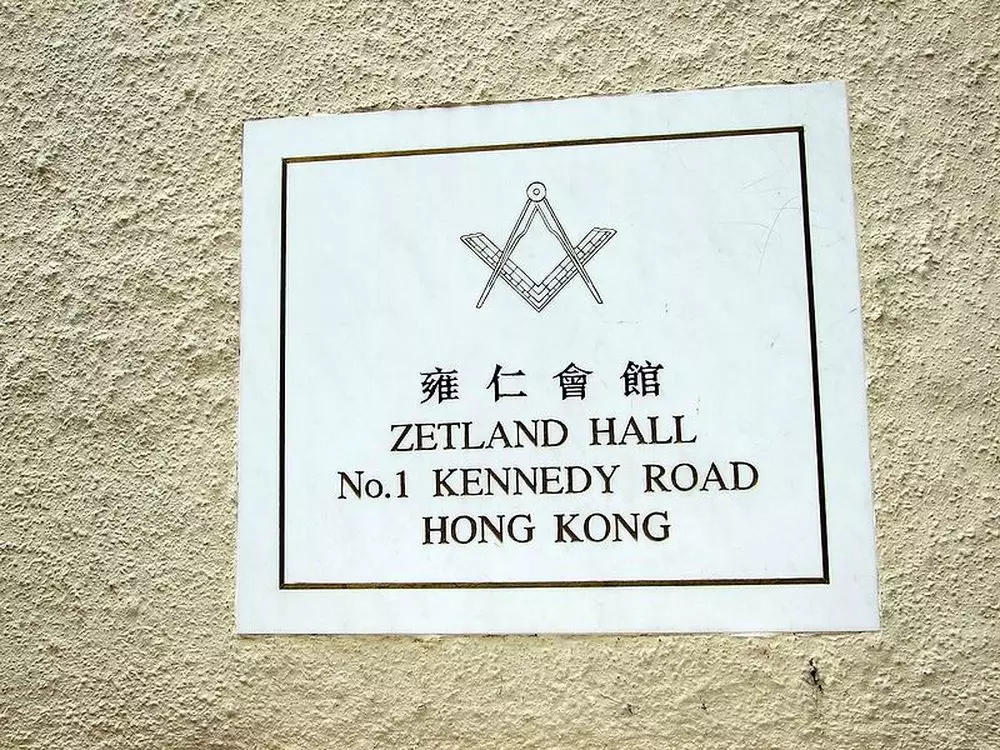 雍仁會館
ZETLAND HALL
No.1 KENNEDY ROAD
HONG KONG